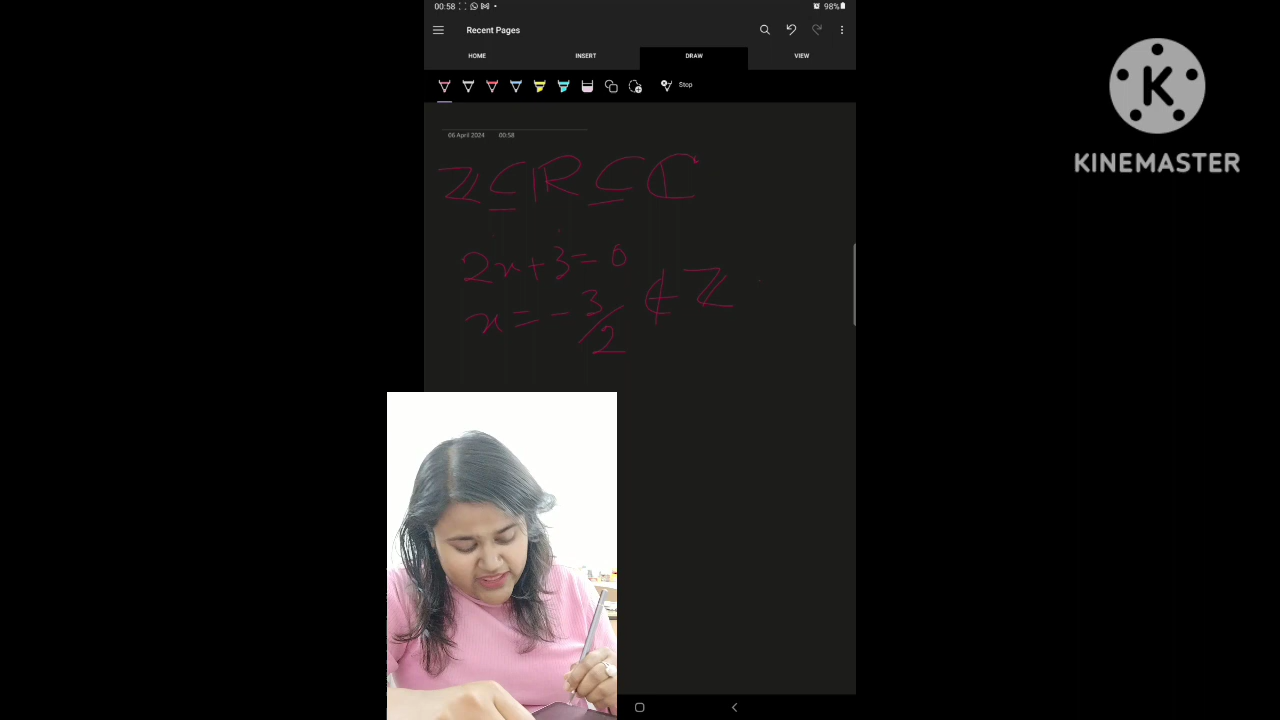 00:58
98%
Recent Pages
HOME INSERT DRAW VIEW
Stop
06 April 2024 00:58
ℤ ⊆ ℝ ⊆ ℂ
2x + 3 = 0
x = - 3/2 ∉ ℤ
K
KINEMASTER